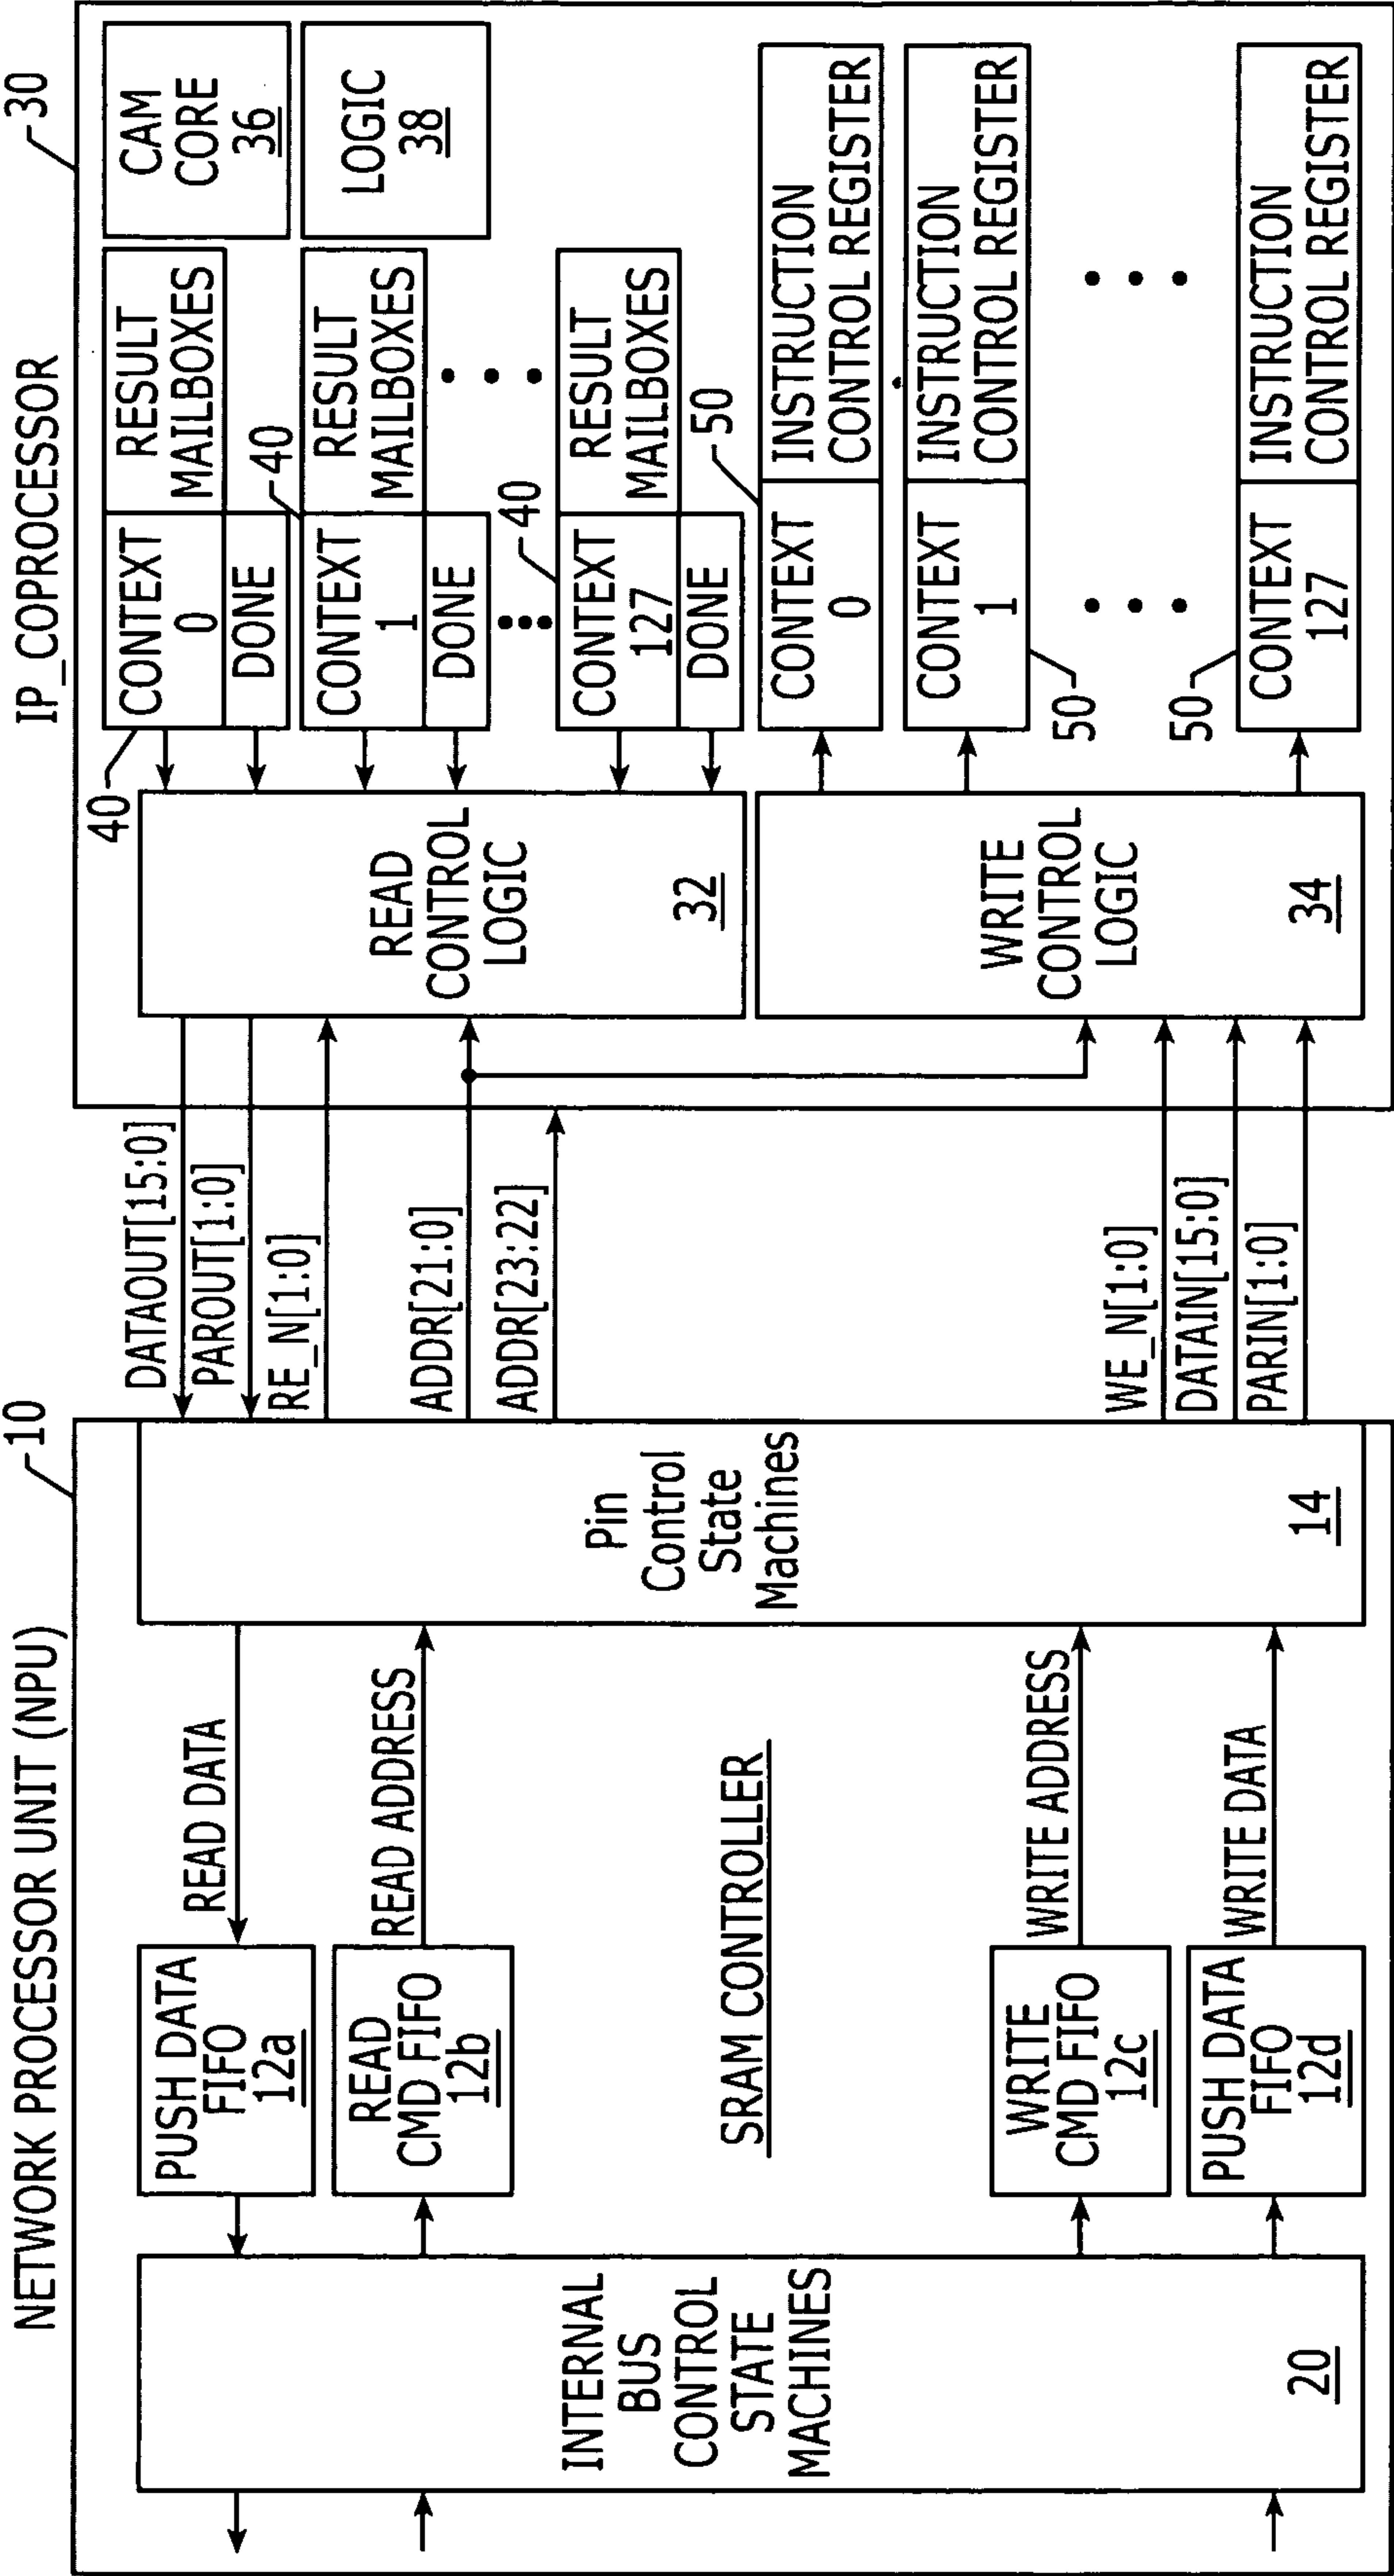 NETWORK PROCESSOR UNIT (NPU)
10
INTERNAL
BUS
CONTROL
STATE
MACHINES
20
PUSH DATA
FIFO
12a
READ
CMD FIFO
12b
SRAM CONTROLLER
WRITE
CMD FIFO
12c
PUSH DATA
FIFO
12d
READ DATA
READ ADDRESS
WRITE ADDRESS
WRITE DATA
Pin
Control
State
Machines
14
DATAOUT[15:0]
PAROUT[1:0]
RE_N[1:0]
ADDR[21:0]
ADDR[23:22]
WE_N[1:0]
DATAIN[15:0]
PARIN[1:0]
IP_COPROCESSOR
30
READ
CONTROL
LOGIC
32
WRITE
CONTROL
LOGIC
34
40
CONTEXT
0
DONE
RESULT
MAILBOXES
40
CONTEXT
1
DONE
RESULT
MAILBOXES
40
CONTEXT
127
DONE
RESULT
MAILBOXES
CAM
CORE
36
LOGIC
38
50
CONTEXT
0
INSTRUCTION
CONTROL REGISTER
CONTEXT
1
INSTRUCTION
CONTROL REGISTER
50
50
CONTEXT
127
INSTRUCTION
CONTROL REGISTER